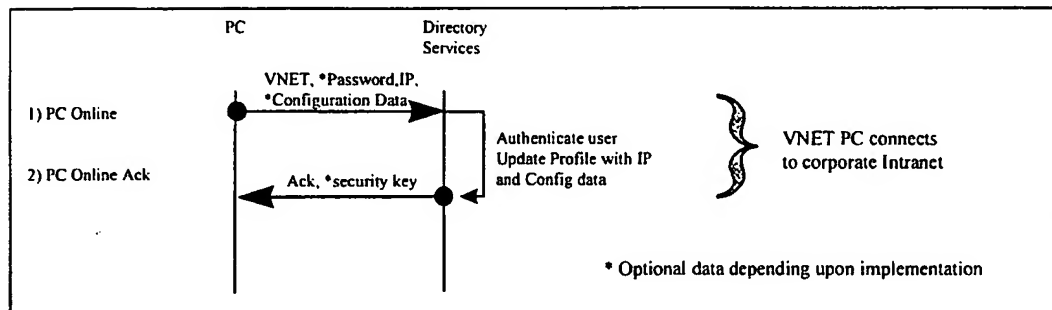 PC
Directory
Services
VNET, *Password,IP,
*Configuration Data
1) PC Online
Authenticate user
Update Profile with IP
and Config data
VNET PC connects
to corporate Intranet
2) PC Online Ack
Ack, *security key
* Optional data depending upon implementation